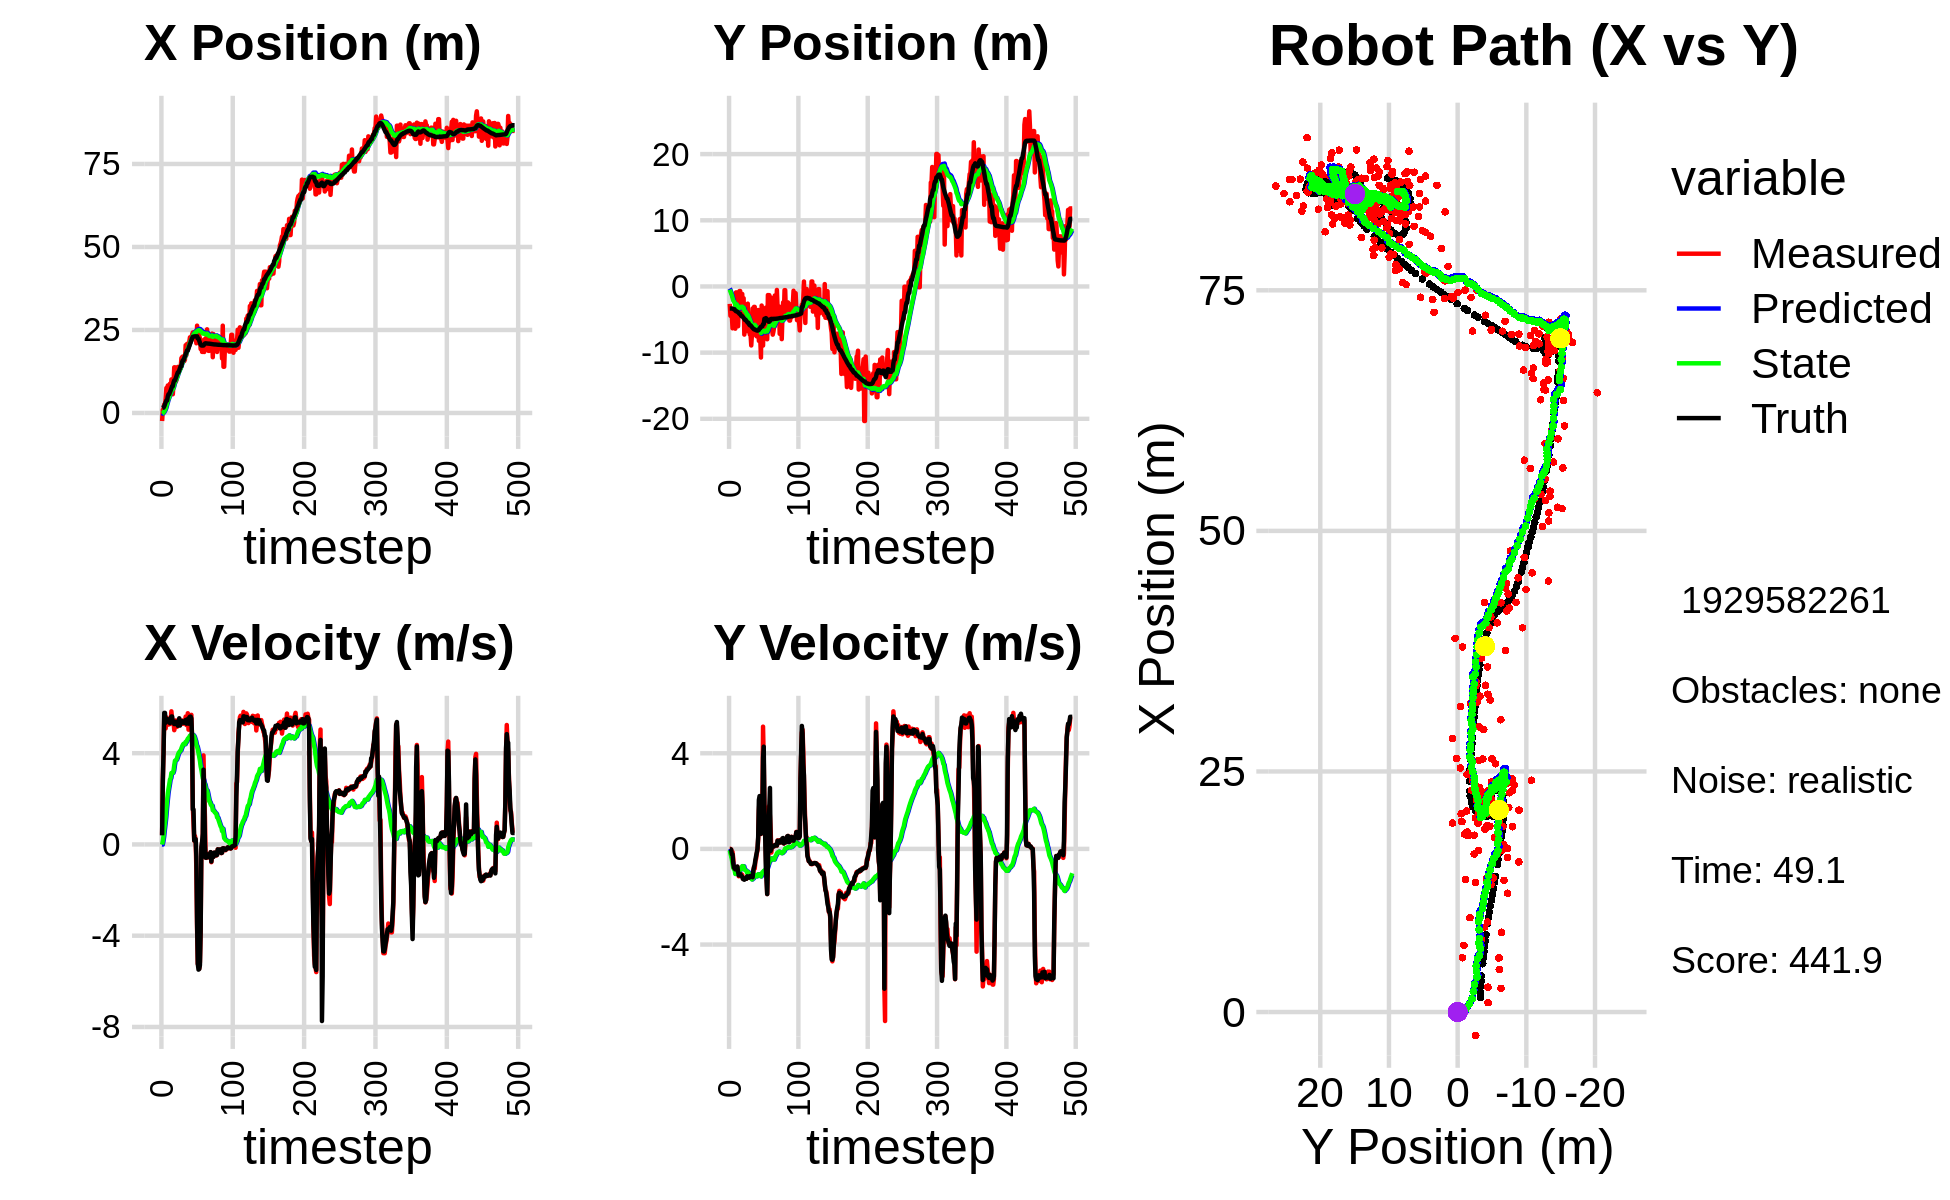 X Position (m)
75
50
25
0
0
100
200
300
400
500
timestep
Y Position (m)
20
10
0
-10
-20
0
100
200
300
400
500
timestep
X Velocity (m/s)
4
0
-4
-8
0
100
200
300
400
500
timestep
Y Velocity (m/s)
4
0
-4
0
100
200
300
400
500
timestep
Robot Path (X vs Y)
X Position (m)
75
50
25
0
20 10 0 -10 -20
Y Position (m)
variable
Measured
Predicted
State
Truth
1929582261
Obstacles: none
Noise: realistic
Time: 49.1
Score: 441.9